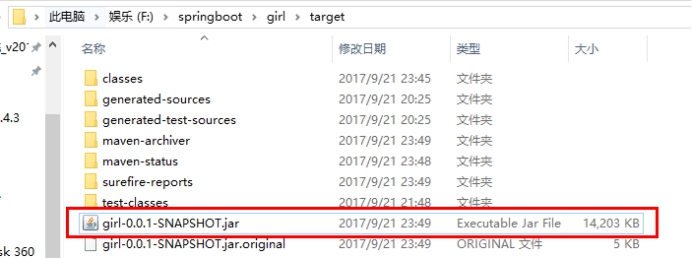 此电脑 > 娱乐 (F:) > springboot > girl > target
_v20
名称 修改日期 类型 大小
classes 2017/9/21 23:45 文件夹
generated-sources 2017/9/21 20:25 文件夹
.4.3
generated-test-sources 2017/9/21 20:25 文件夹
maven-archiver 2017/9/21 23:49 文件夹
maven-status 2017/9/21 23:48 文件夹
surefire-reports 2017/9/21 23:49 文件夹
test-classes 2017/9/21 21:48 文件夹
girl-0.0.1-SNAPSHOT.jar 2017/9/21 23:49 Executable Jar File 14,203 KB
girl-0.0.1-SNAPSHOT.jar.original 2017/9/21 23:49 ORIGINAL 文件 5 KB
sk 360